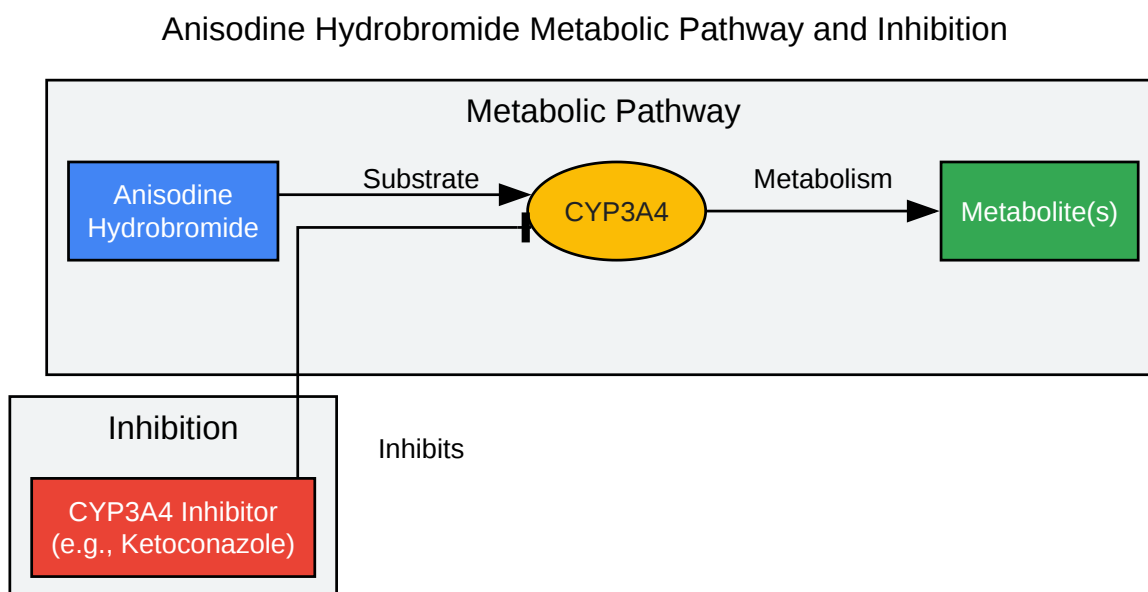 Anisodine Hydrobromide Metabolic Pathway and Inhibition
Metabolic Pathway
Anisodine
Hydrobromide
Substrate
CYP3A4
Metabolism
Metabolite(s)
Inhibition
Inhibits
CYP3A4 Inhibitor
(e.g., Ketoconazole)